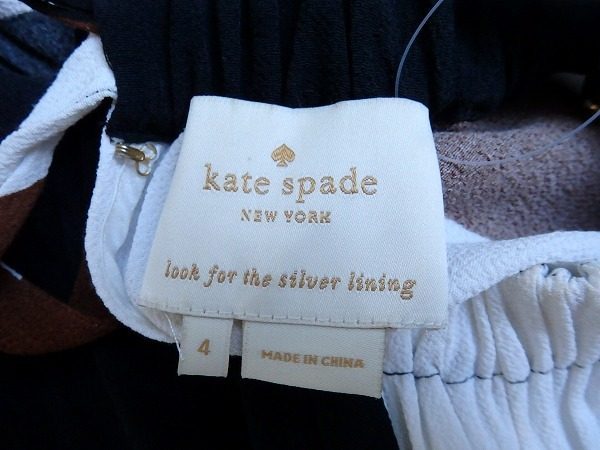 kate spade
NEW YORK
look for the silver lining
4
MADE IN CHINA